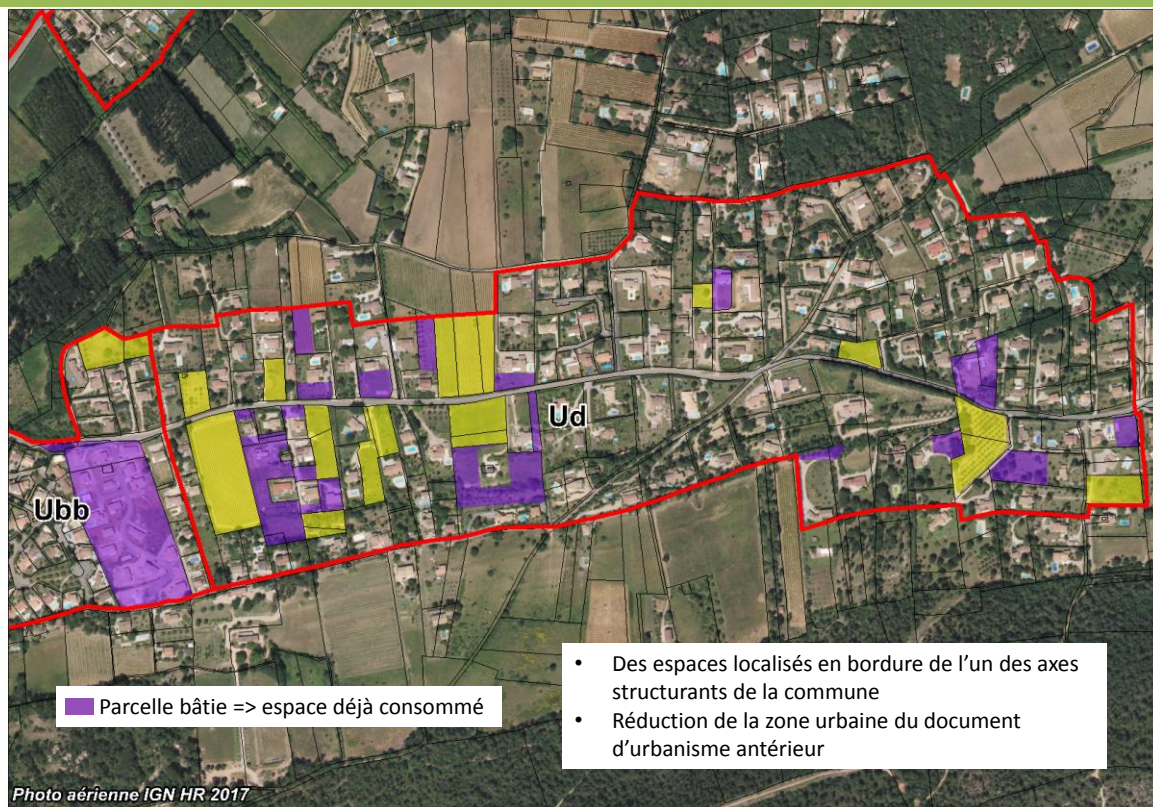 Ubb
Ud
Parcelle bâtie => espace déjà consommé
• Des espaces localisés en bordure de l’un des axes
structurants de la commune
• Réduction de la zone urbaine du document
d’urbanisme antérieur
Photo aérienne IGN HR 2017